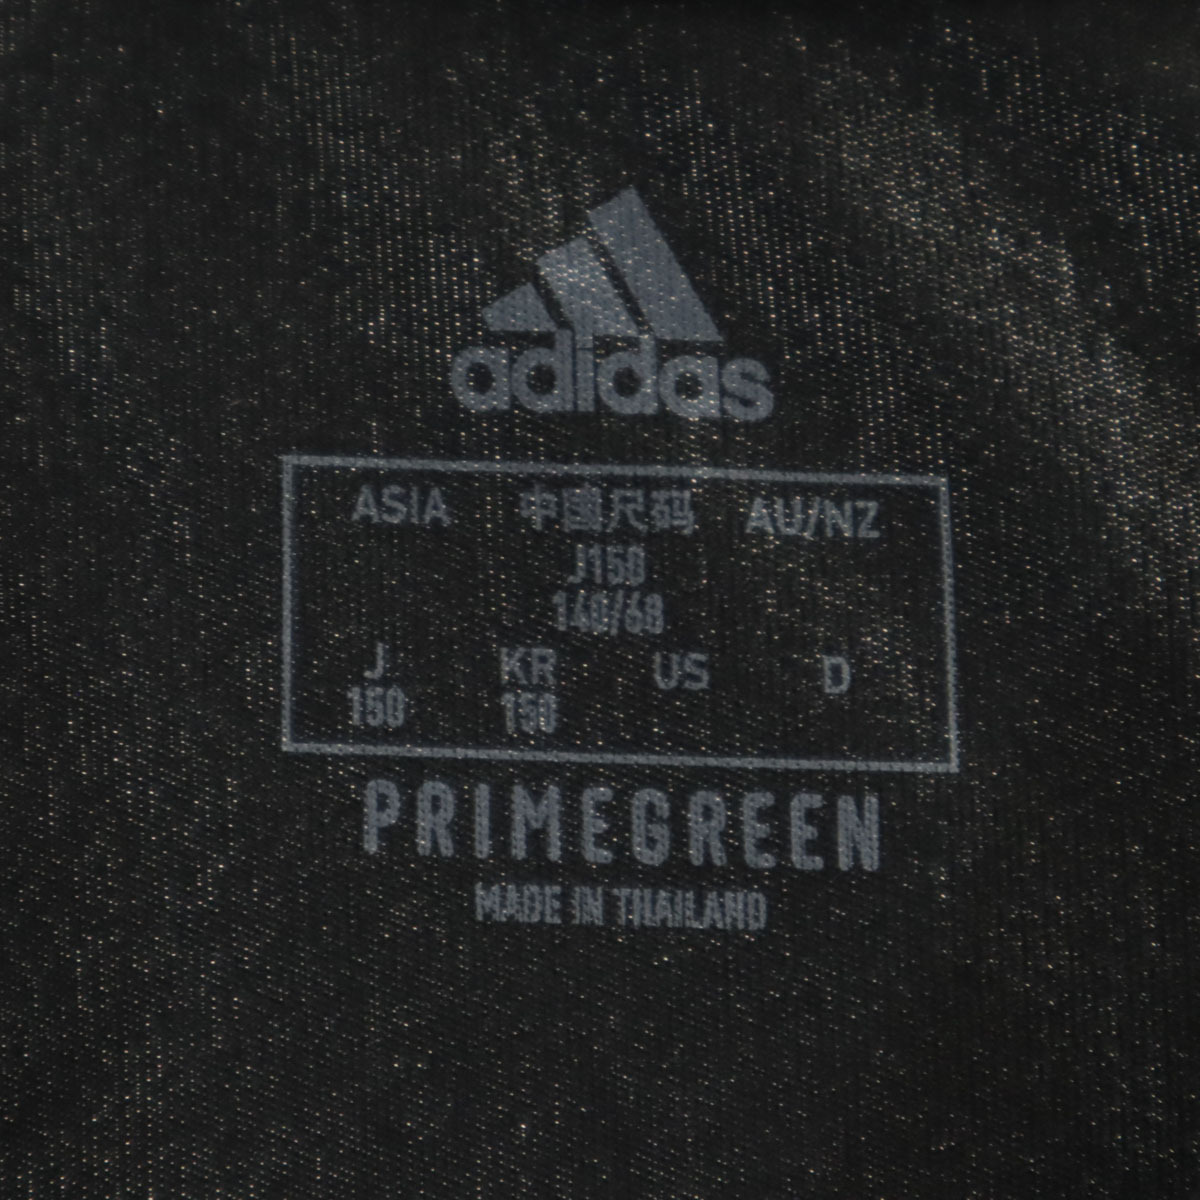 adidas
ASIA 中国尺码 AU/NZ
J150
140/68
J KR US D
150 150
PRIMEGREEN
MADE IN THAILAND